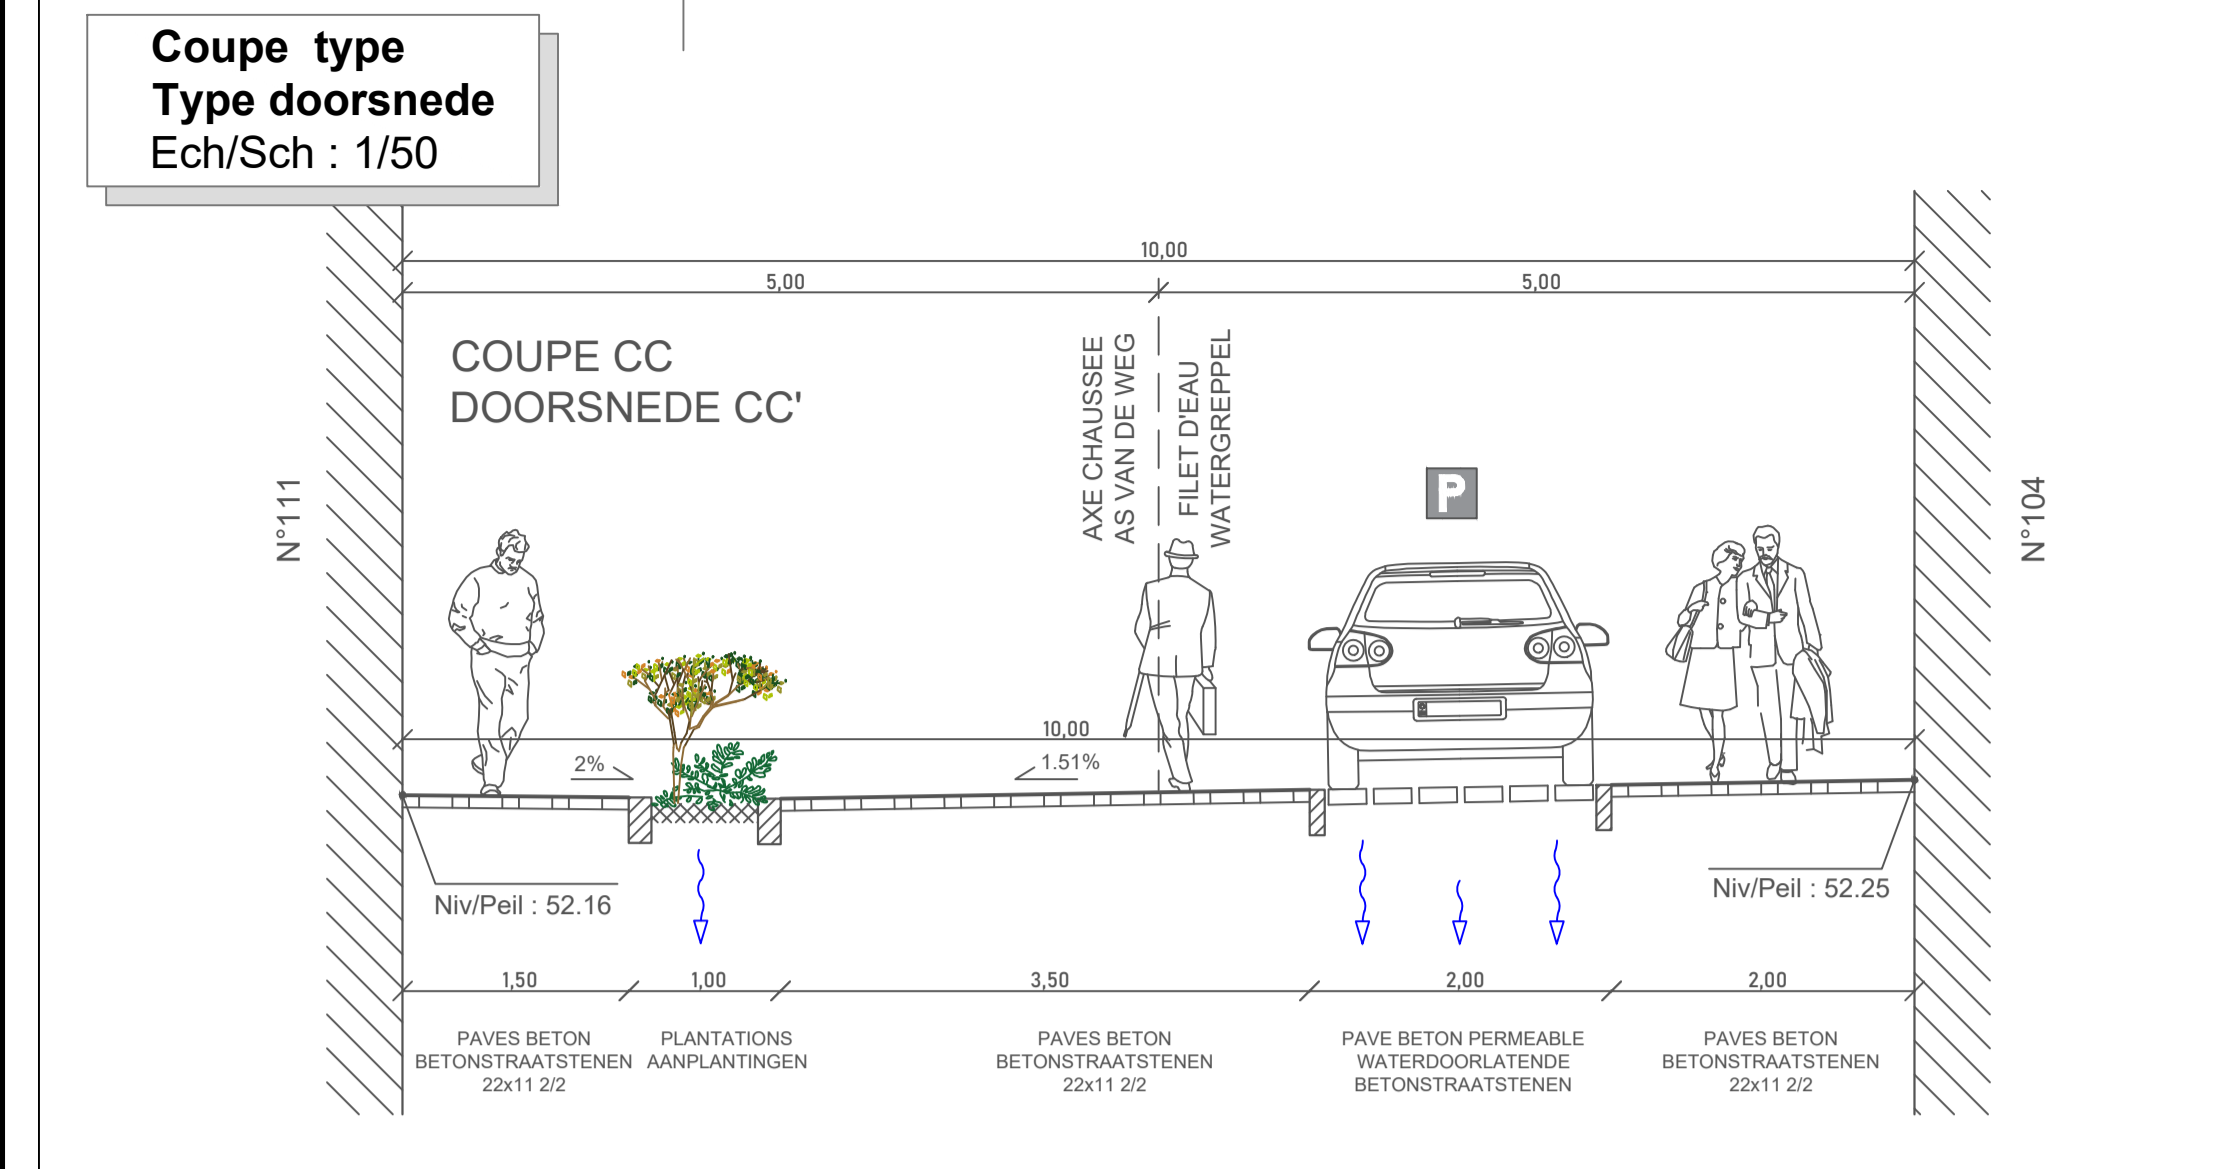 Coupe type
Type doorsnede
Ech/Sch : 1/50
10,00
5,00
5,00
COUPE CC
DOORSNEDE CC'
AXE CHAUSSEE
AS VAN DE WEG
FILET D'EAU
WATERGREPPEL
P
N°111
N°104
10,00
2%
1.51%
Niv/Peil : 52.16
Niv/Peil : 52.25
1,50
1,00
3,50
2,00
2,00
PAVES BETON
BETONSTRAATSTENEN
22x11 2/2
PLANTATIONS
AANPLANTINGEN
PAVES BETON
BETONSTRAATSTENEN
22x11 2/2
PAVE BETON PERMEABLE
WATERDOORLATENDE
BETONSTRAATSTENEN
PAVES BETON
BETONSTRAATSTENEN
22x11 2/2